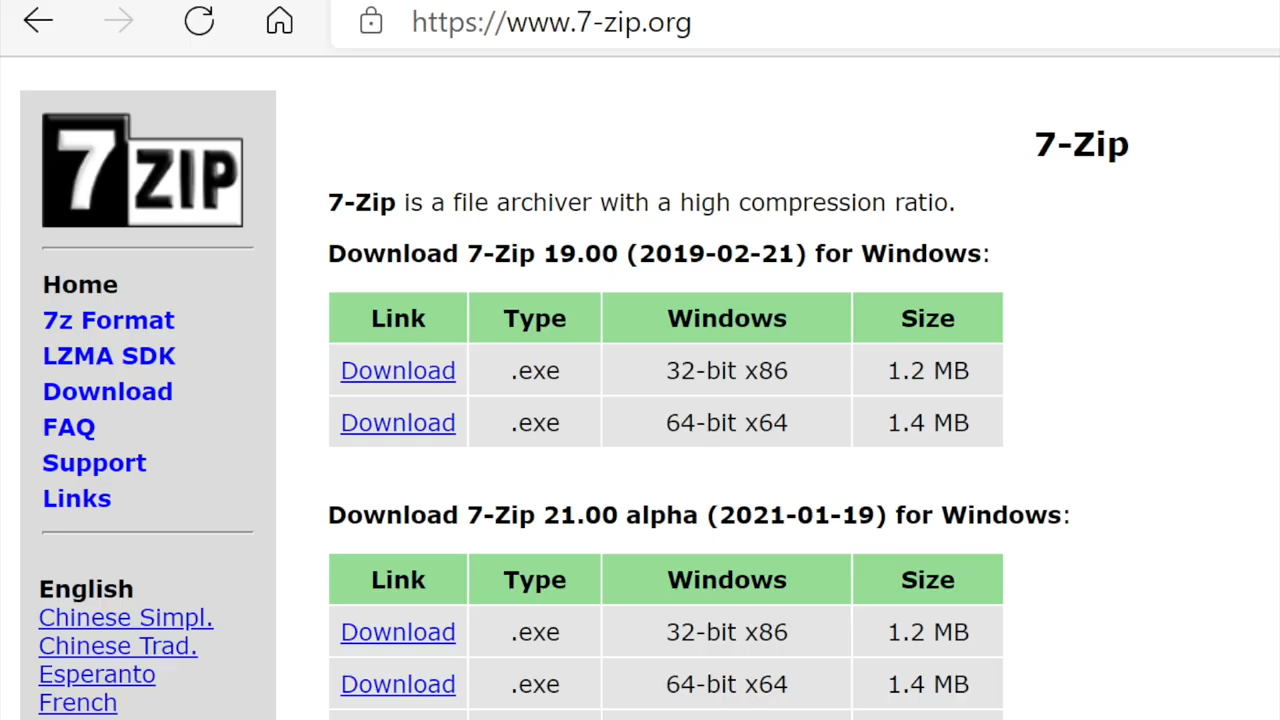 https://www.7-zip.org
7 ZIP
Home
7z Format
LZMA SDK
Download
FAQ
Support
Links
English
Chinese Simpl.
Chinese Trad.
Esperanto
French
7-Zip
7-Zip is a file archiver with a high compression ratio.
Download 7-Zip 19.00 (2019-02-21) for Windows:
Link Type Windows Size
Download .exe 32-bit x86 1.2 MB
Download .exe 64-bit x64 1.4 MB
Download 7-Zip 21.00 alpha (2021-01-19) for Windows:
Link Type Windows Size
Download .exe 32-bit x86 1.2 MB
Download .exe 64-bit x64 1.4 MB